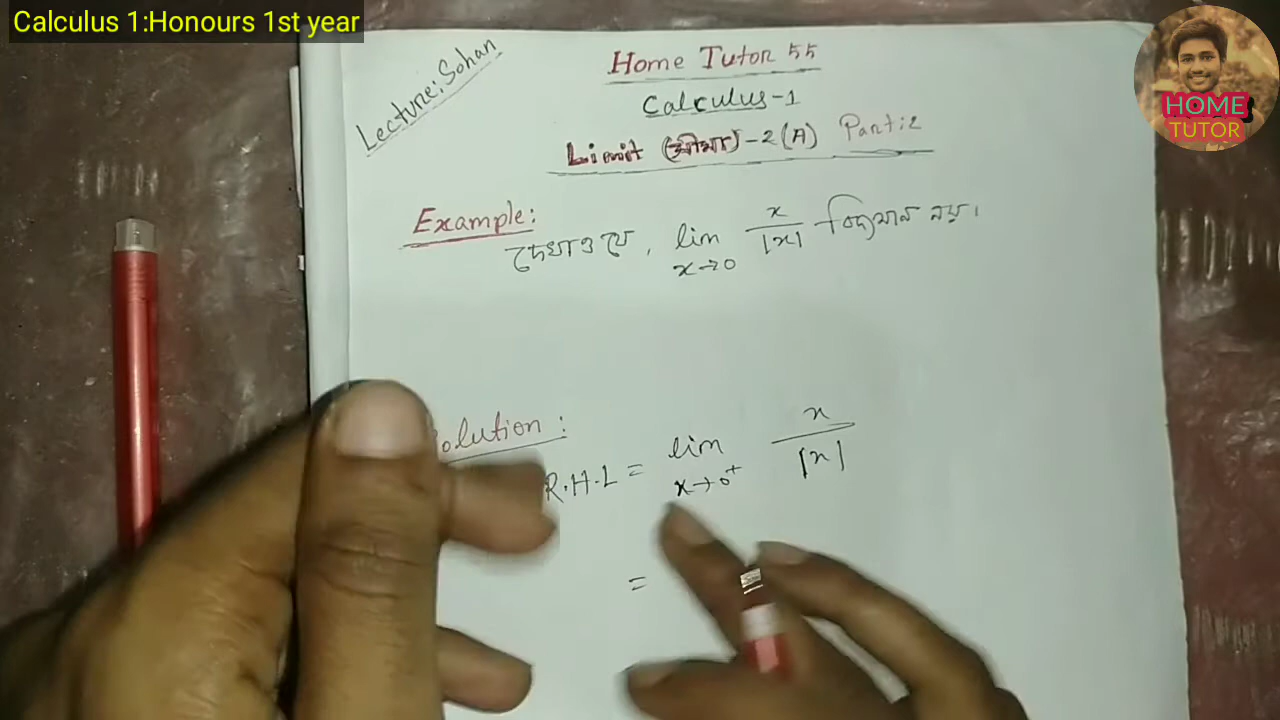 Calculus 1:Honours 1st year
HOME
TUTOR
Lecture: Sohan
Home Tutor 55
Calculus-1
Limit (সীমা)-2(A) Part:2
Example:
দেখাও যে, lim x→0 x/|x| বিদ্যমান নয়।
Solution:
R.H.L = lim x→0⁺ x/|x|
=